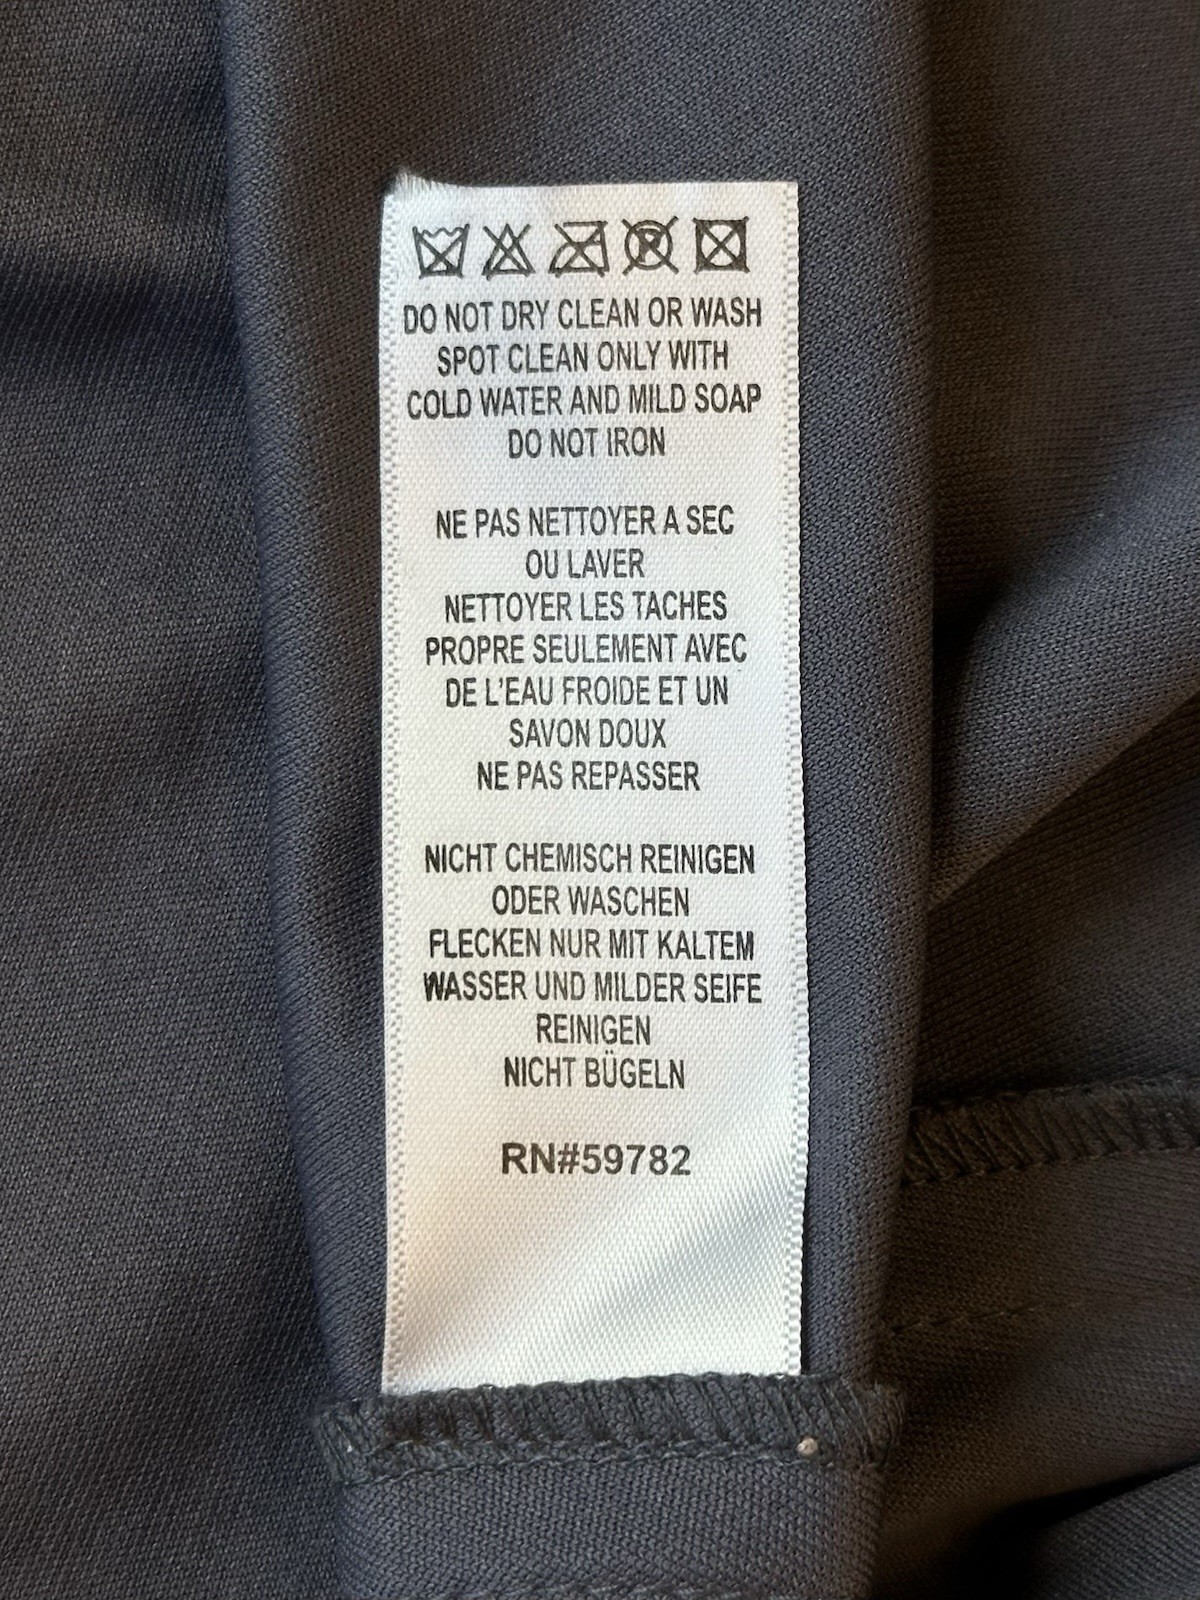 DO NOT DRY CLEAN OR WASH
SPOT CLEAN ONLY WITH
COLD WATER AND MILD SOAP
DO NOT IRON
NE PAS NETTOYER A SEC
OU LAVER
NETTOYER LES TACHES
PROPRE SEULEMENT AVEC
DE L'EAU FROIDE ET UN
SAVON DOUX
NE PAS REPASSER
NICHT CHEMISCH REINIGEN
ODER WASCHEN
FLECKEN NUR MIT KALTEM
WASSER UND MILDER SEIFE
REINIGEN
NICHT BÜGELN
RN#59782